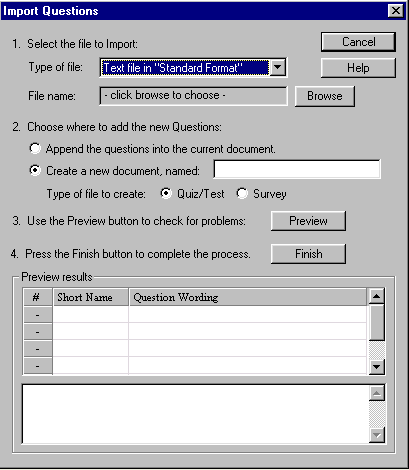 Import Questions
1. Select the file to Import:
Cancel
Type of file: Text file in "Standard Format"
Help
File name: - click browse to choose -
Browse
2. Choose where to add the new Questions:
Append the questions into the current document.
Create a new document, named:
Type of file to create: Quiz/Test Survey
3. Use the Preview button to check for problems: Preview
4. Press the Finish button to complete the process. Finish
Preview results
# Short Name Question Wording
-
-
-
-